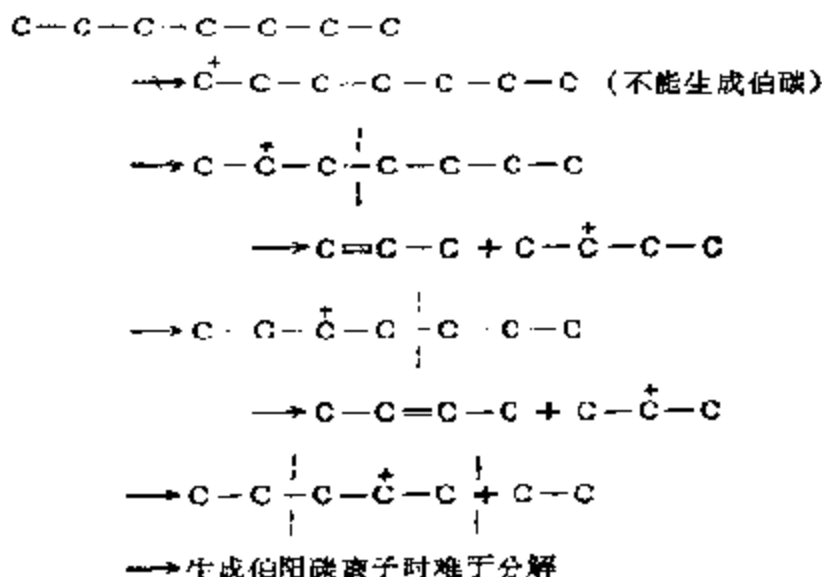 C—C—C—C—C—C—C
→C⁺—C—C—C—C—C—C (不能生成伯碳)
→C—C⁺—C┆—C—C—C—C
→C=C—C + C—C⁺—C—C
→C—C—C⁺—C┆—C—C—C
→C—C=C—C + C—C⁺—C
→C—C┆—C—C⁺—C┆—C—C
→生成伯阳碳离子时难于分解